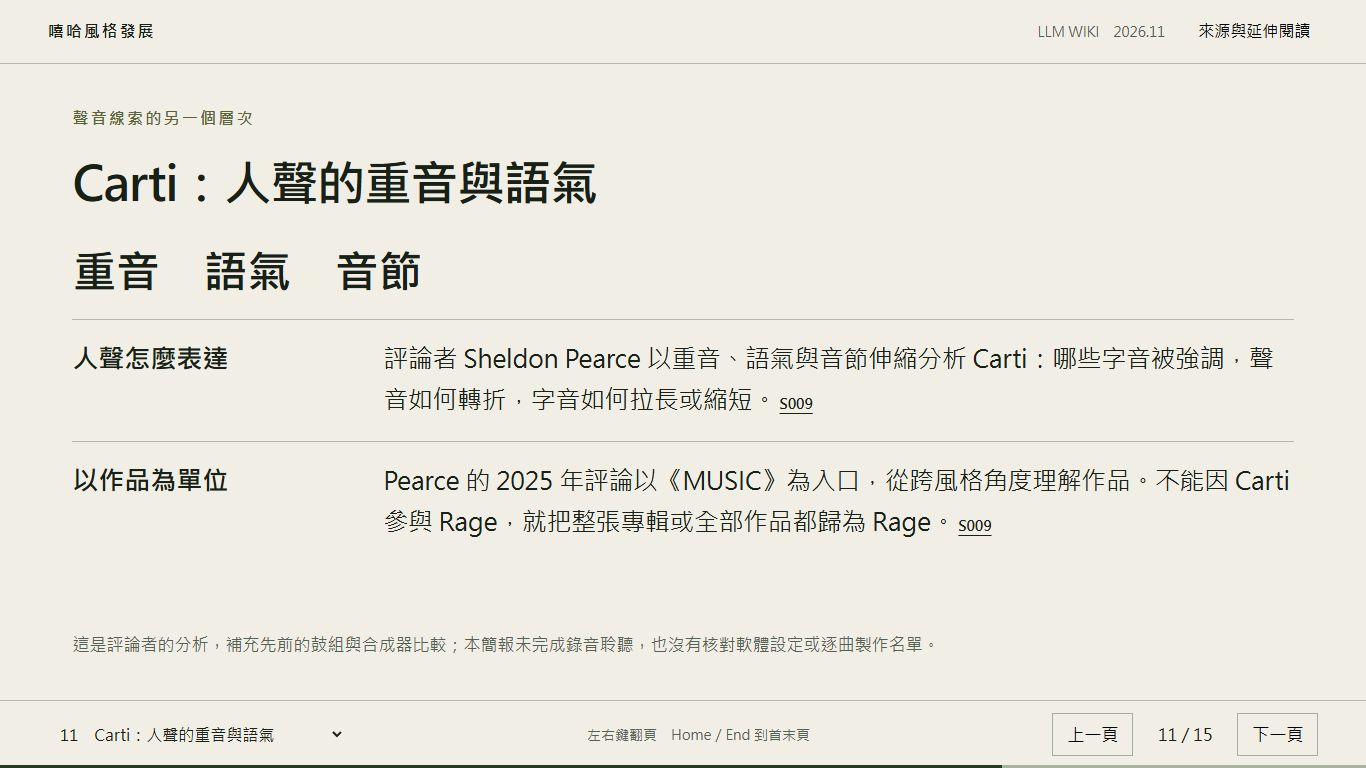 嘻哈風格發展
LLM WIKI 2026.11 來源與延伸閱讀
聲音線索的另一個層次
Carti：人聲的重音與語氣
重音 語氣 音節
人聲怎麼表達
評論者 Sheldon Pearce 以重音、語氣與音節伸縮分析 Carti：哪些字音被強調，聲
音如何轉折，字音如何拉長或縮短。 S009
以作品為單位
Pearce 的 2025 年評論以《MUSIC》為入口，從跨風格角度理解作品。不能因 Carti
參與 Rage，就把整張專輯或全部作品都歸為 Rage。 S009
這是評論者的分析，補充先前的鼓組與合成器比較；本簡報未完成錄音聆聽，也沒有核對軟體設定或逐曲製作名單。
11 Carti：人聲的重音與語氣
左右鍵翻頁 Home / End 到首末頁
上一頁 11 / 15 下一頁